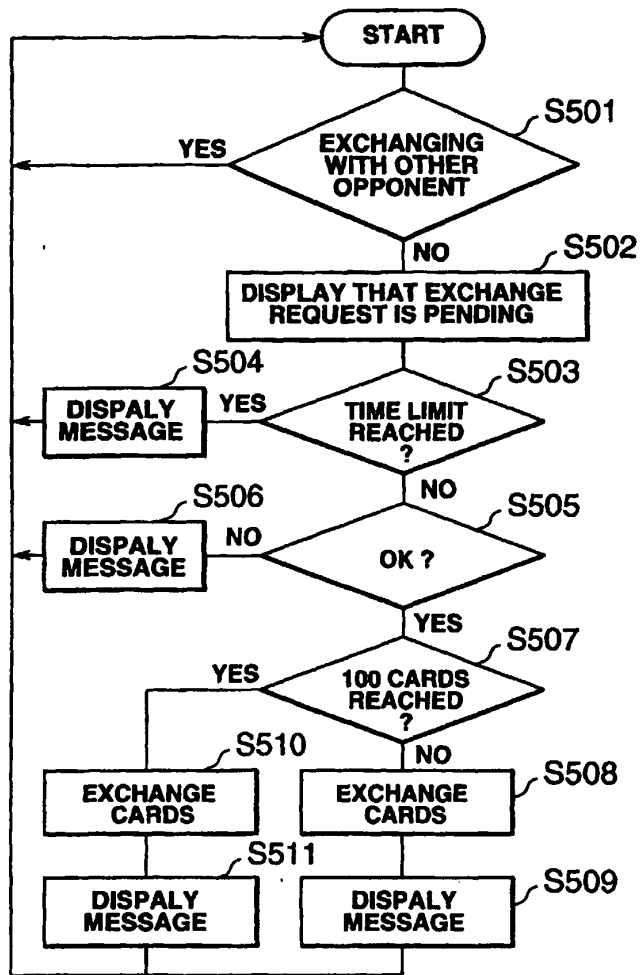 START
S501
YES
EXCHANGING
WITH OTHER
OPPONENT
NO
S502
DISPLAY THAT EXCHANGE
REQUEST IS PENDING
S504
S503
DISPALY
MESSAGE
YES
TIME LIMIT
REACHED
?
NO
S506
S505
DISPALY
MESSAGE
NO
OK ?
YES
S507
YES
100 CARDS
REACHED
?
NO
S510
S508
EXCHANGE
CARDS
EXCHANGE
CARDS
S511
S509
DISPALY
MESSAGE
DISPALY
MESSAGE